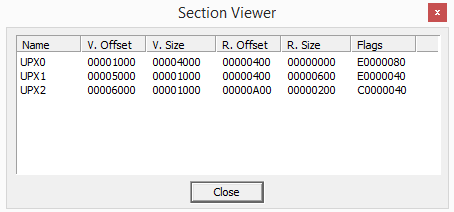 Section Viewer
x
Name V. Offset V. Size R. Offset R. Size Flags
UPX0 00001000 00004000 00000400 00000000 E0000080
UPX1 00005000 00001000 00000400 00000600 E0000040
UPX2 00006000 00001000 00000A00 00000200 C0000040
Close